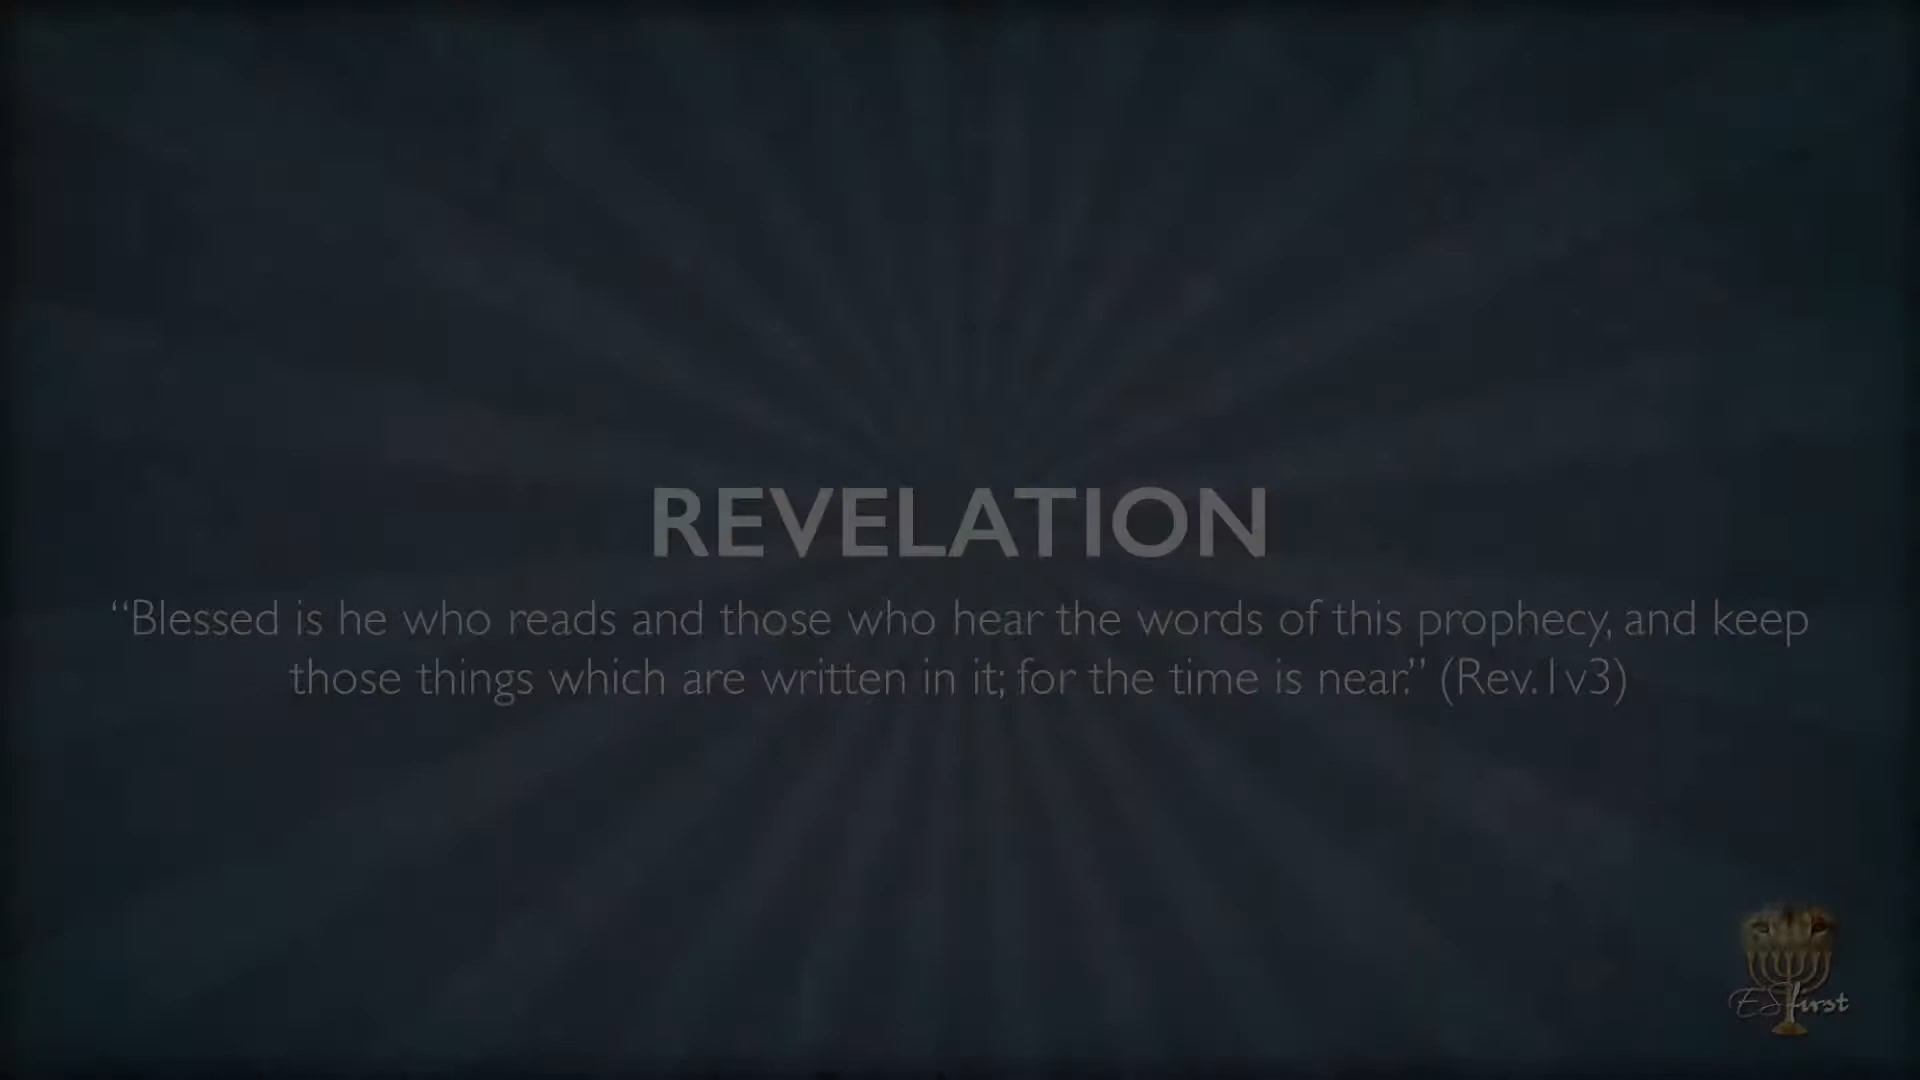 REVELATION
“Blessed is he who reads and those who hear the words of this prophecy, and keep
those things which are written in it; for the time is near.” (Rev.1v3)
ESfirst